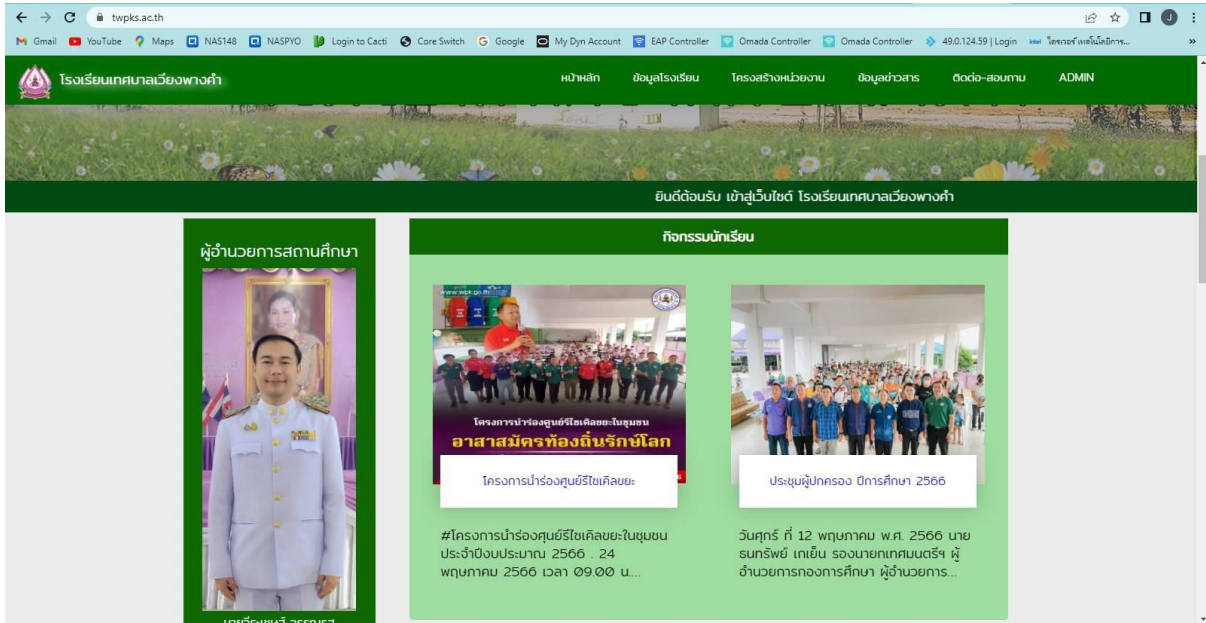 twpks.ac.th
Gmail YouTube Maps NAS148 NASPYO Login to Cacti Core Switch Google My Dyn Account EAP Controller Omada Controller Omada Controller 49.0.124.59 | Login
โรงเรียนเทศบาลเวียงพางคำ หน้าหลัก ข้อมูลโรงเรียน โครงสร้างหน่วยงาน ข้อมูลข่าวสาร ติดต่อ-สอบถาม ADMIN
ยินดีต้อนรับ เข้าสู่เว็บไซต์ โรงเรียนเทศบาลเวียงพางคำ
ผู้อำนวยการสถานศึกษา
กิจกรรมนักเรียน
www.wpk.go.th
โครงการนำร่องศูนย์รีไซเคิลขยะในชุมชน
อาสาสมัครท้องถิ่นรักษ์โลก
โครงการนำร่องศูนย์รีไซเคิลขยะ
#โครงการนำร่องศูนย์รีไซเคิลขยะในชุมชน
ประจำปีงบประมาณ 2566 . 24
พฤษภาคม 2566 เวลา 09.00 น....
ประชุมผู้ปกครอง ปีการศึกษา 2566
วันศุกร์ ที่ 12 พฤษภาคม พ.ศ. 2566 นาย
ธนทรัพย์ เกเย็น รองนายกเทศมนตรีฯ ผู้
อำนวยการกองการศึกษา ผู้อำนวยการ...